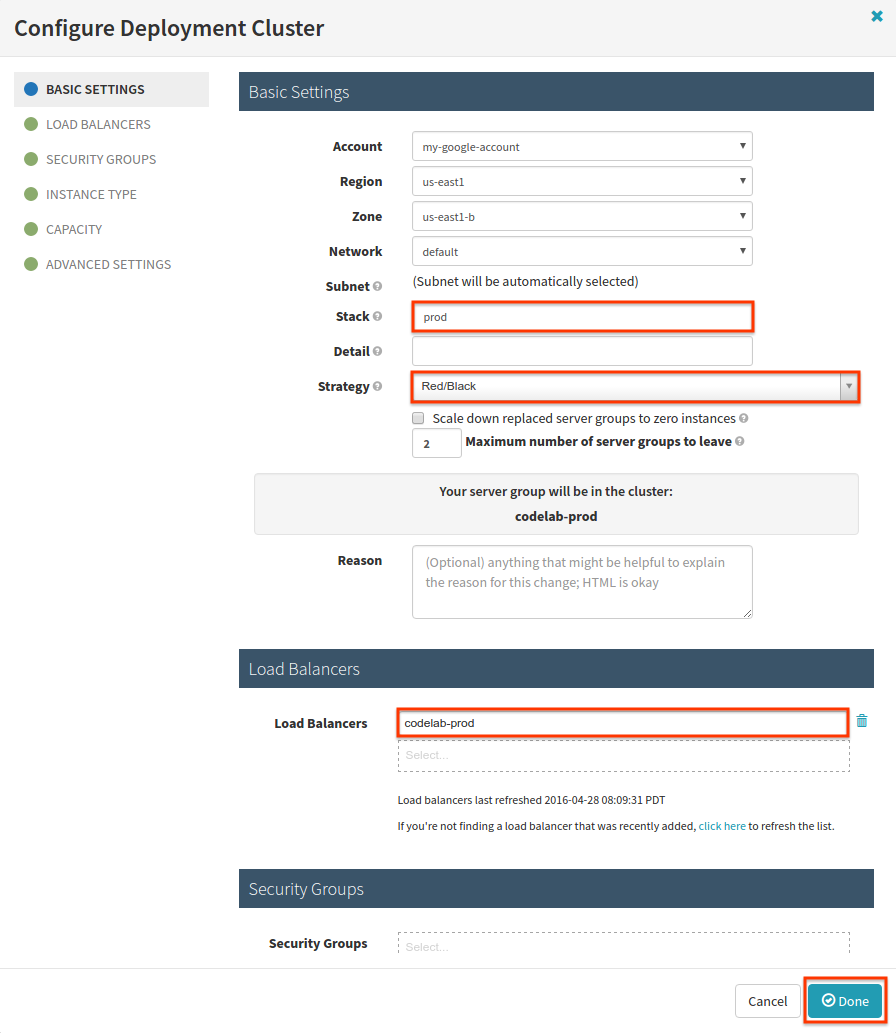 Configure Deployment Cluster
BASIC SETTINGS
LOAD BALANCERS
SECURITY GROUPS
INSTANCE TYPE
CAPACITY
ADVANCED SETTINGS
Basic Settings
Account my-google-account
Region us-east1
Zone us-east1-b
Network default
Subnet (Subnet will be automatically selected)
Stack prod
Detail
Strategy Red/Black
Scale down replaced server groups to zero instances
2 Maximum number of server groups to leave
Your server group will be in the cluster:
codelab-prod
Reason (Optional) anything that might be helpful to explain
the reason for this change; HTML is okay
Load Balancers
Load Balancers codelab-prod
Select...
Load balancers last refreshed 2016-04-28 08:09:31 PDT
If you're not finding a load balancer that was recently added, click here to refresh the list.
Security Groups
Security Groups Select...
Cancel Done